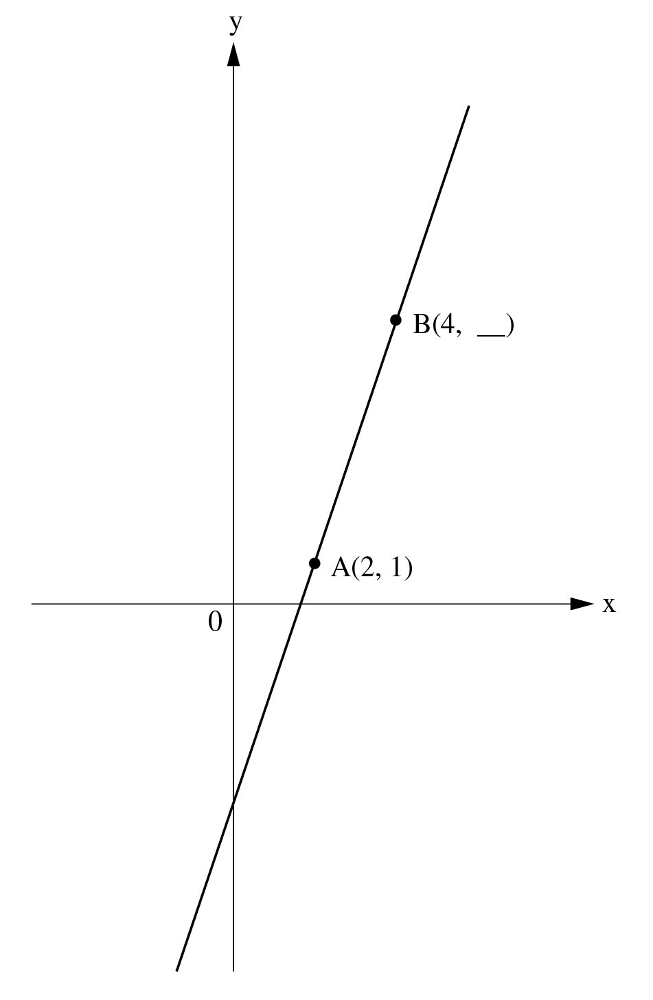 y
B(4, __)
A(2, 1)
x
0